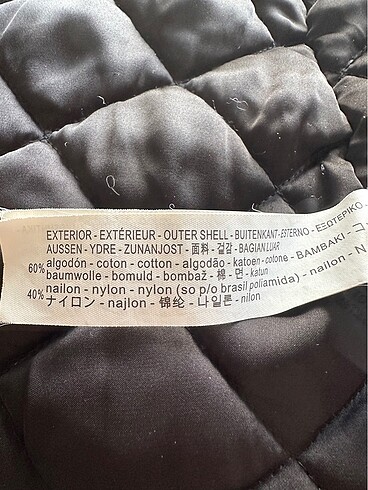 EXTERIOR - EXTÉRIEUR - OUTER SHELL - BUITENKANT - ESTERNO - ΕΞΩΤΕΡΙΚΟ -
AUSSEN - YDRE - ZUNANJOST - 面料 - 겉감 - BAGIAN LUAR
60% algodón - coton - cotton - algodão - katoen - cotone - ΒΑΜΒΑΚΙ - コ
baumwolle - bomuld - bombaž - 棉 - 면 - katun
40% nailon - nylon - nylon (so p/o brasil poliamida) - nailon - N
ナイロン - najlon - 锦纶 - 나일론 - nilon